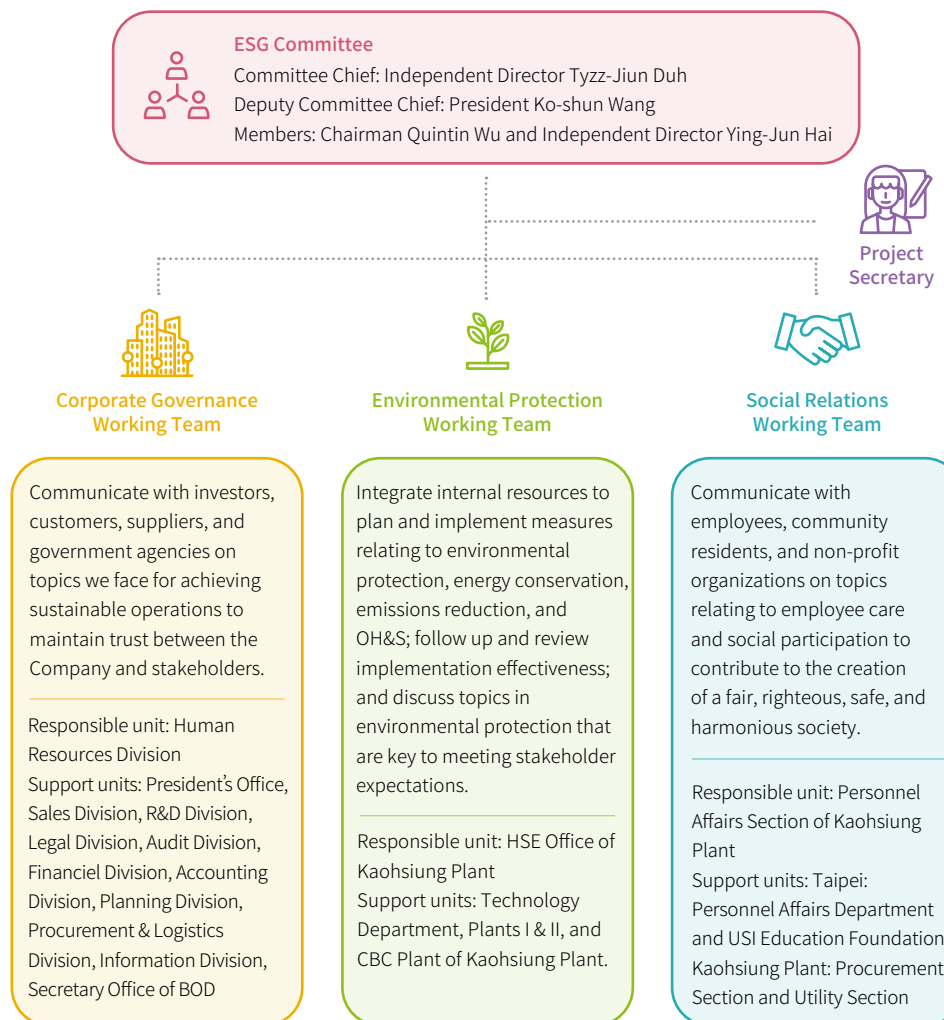 ESG Committee
Committee Chief: Independent Director Tyzz-Jiun Duh
Deputy Committee Chief: President Ko-shun Wang
Members: Chairman Quintin Wu and Independent Director Ying-Jun Hai
Project
Secretary
Corporate Governance
Working Team
Communicate with investors,
customers, suppliers, and
government agencies on
topics we face for achieving
sustainable operations to
maintain trust between the
Company and stakeholders.
Responsible unit: Human
Resources Division
Support units: President's Office,
Sales Division, R&D Division,
Legal Division, Audit Division,
Financiel Division, Accounting
Division, Planning Division,
Procurement & Logistics
Division, Information Division,
Secretary Office of BOD
Environmental Protection
Working Team
Integrate internal resources to
plan and implement measures
relating to environmental
protection, energy conservation,
emissions reduction, and
OH&S; follow up and review
implementation effectiveness;
and discuss topics in
environmental protection that
are key to meeting stakeholder
expectations.
Responsible unit: HSE Office of
Kaohsiung Plant
Support units: Technology
Department, Plants I & II, and
CBC Plant of Kaohsiung Plant.
Social Relations
Working Team
Communicate with
employees, community
residents, and non-profit
organizations on topics
relating to employee care
and social participation to
contribute to the creation
of a fair, righteous, safe, and
harmonious society.
Responsible unit: Personnel
Affairs Section of Kaohsiung
Plant
Support units: Taipei:
Personnel Affairs Department
and USI Education Foundation
Kaohsiung Plant: Procurement
Section and Utility Section